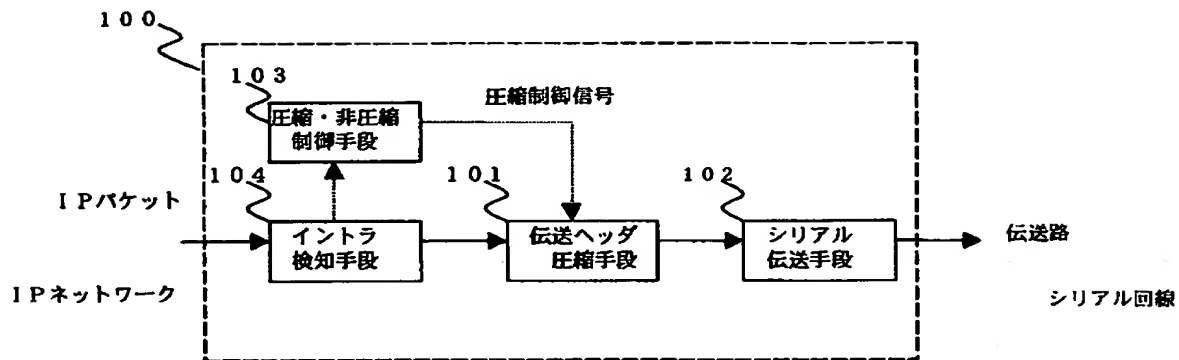 １００
１０３
圧縮・非圧縮
制御手段
圧縮制御信号
１０４
１０１
１０２
ＩＰパケット
イントラ
検知手段
伝送ヘッダ
圧縮手段
シリアル
伝送手段
伝送路
ＩＰネットワーク
シリアル回線